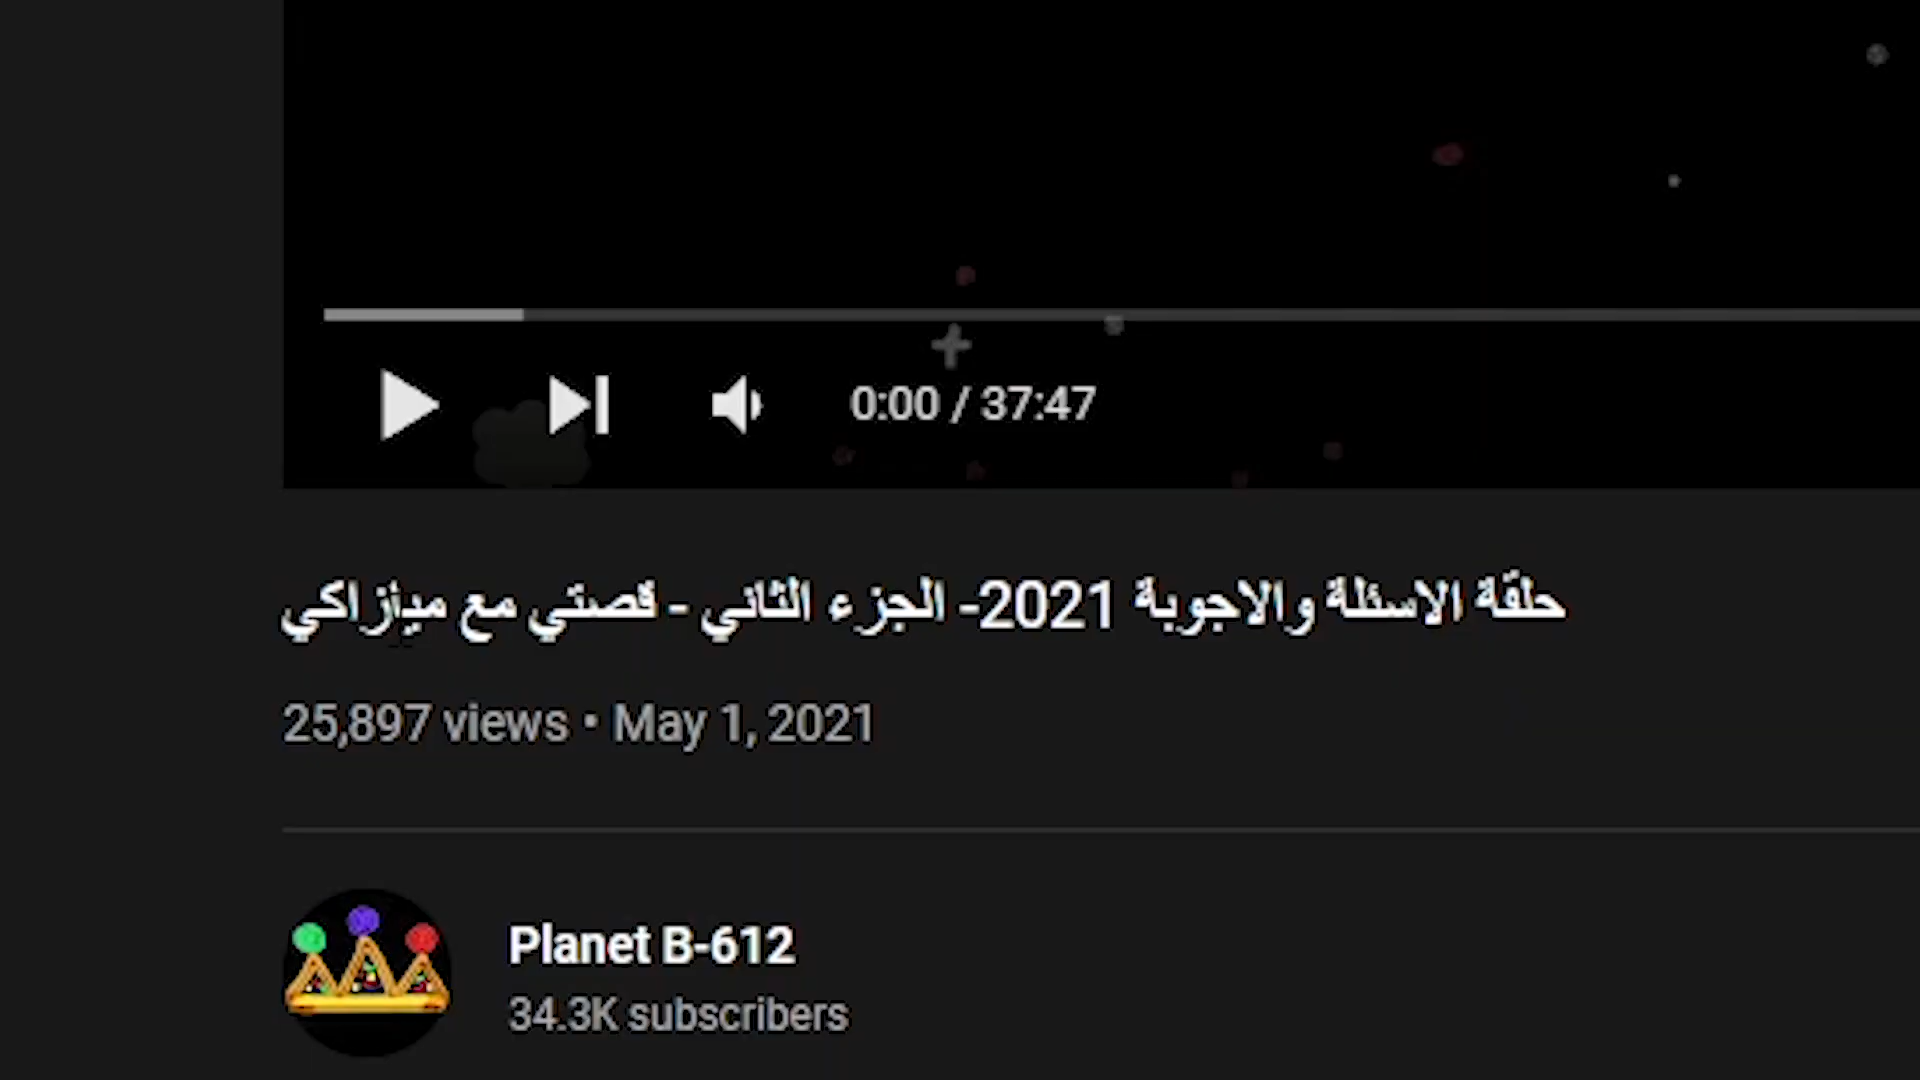 0:00 / 37:47
حلقة الاسئلة والاجوبة 2021- الجزء الثاني - قصتي مع ميازاكي
25,897 views • May 1, 2021
Planet B-612
34.3K subscribers